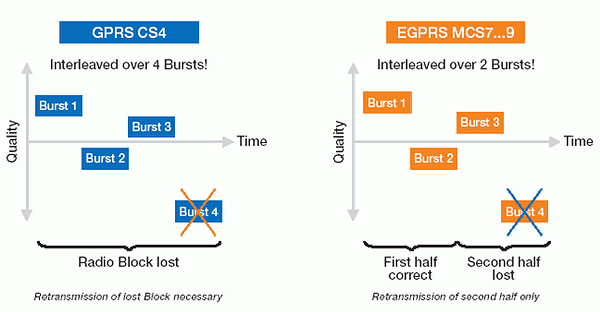 GPRS CS4
Interleaved over 4 Bursts!
Quality
Burst 1
Burst 2
Burst 3
Burst 4
Time
Radio Block lost
Retransmission of lost Block necessary
EGPRS MCS7...9
Interleaved over 2 Bursts!
Quality
Burst 1
Burst 2
Burst 3
Burst 4
Time
First half
correct
Second half
lost
Retransmission of second half only